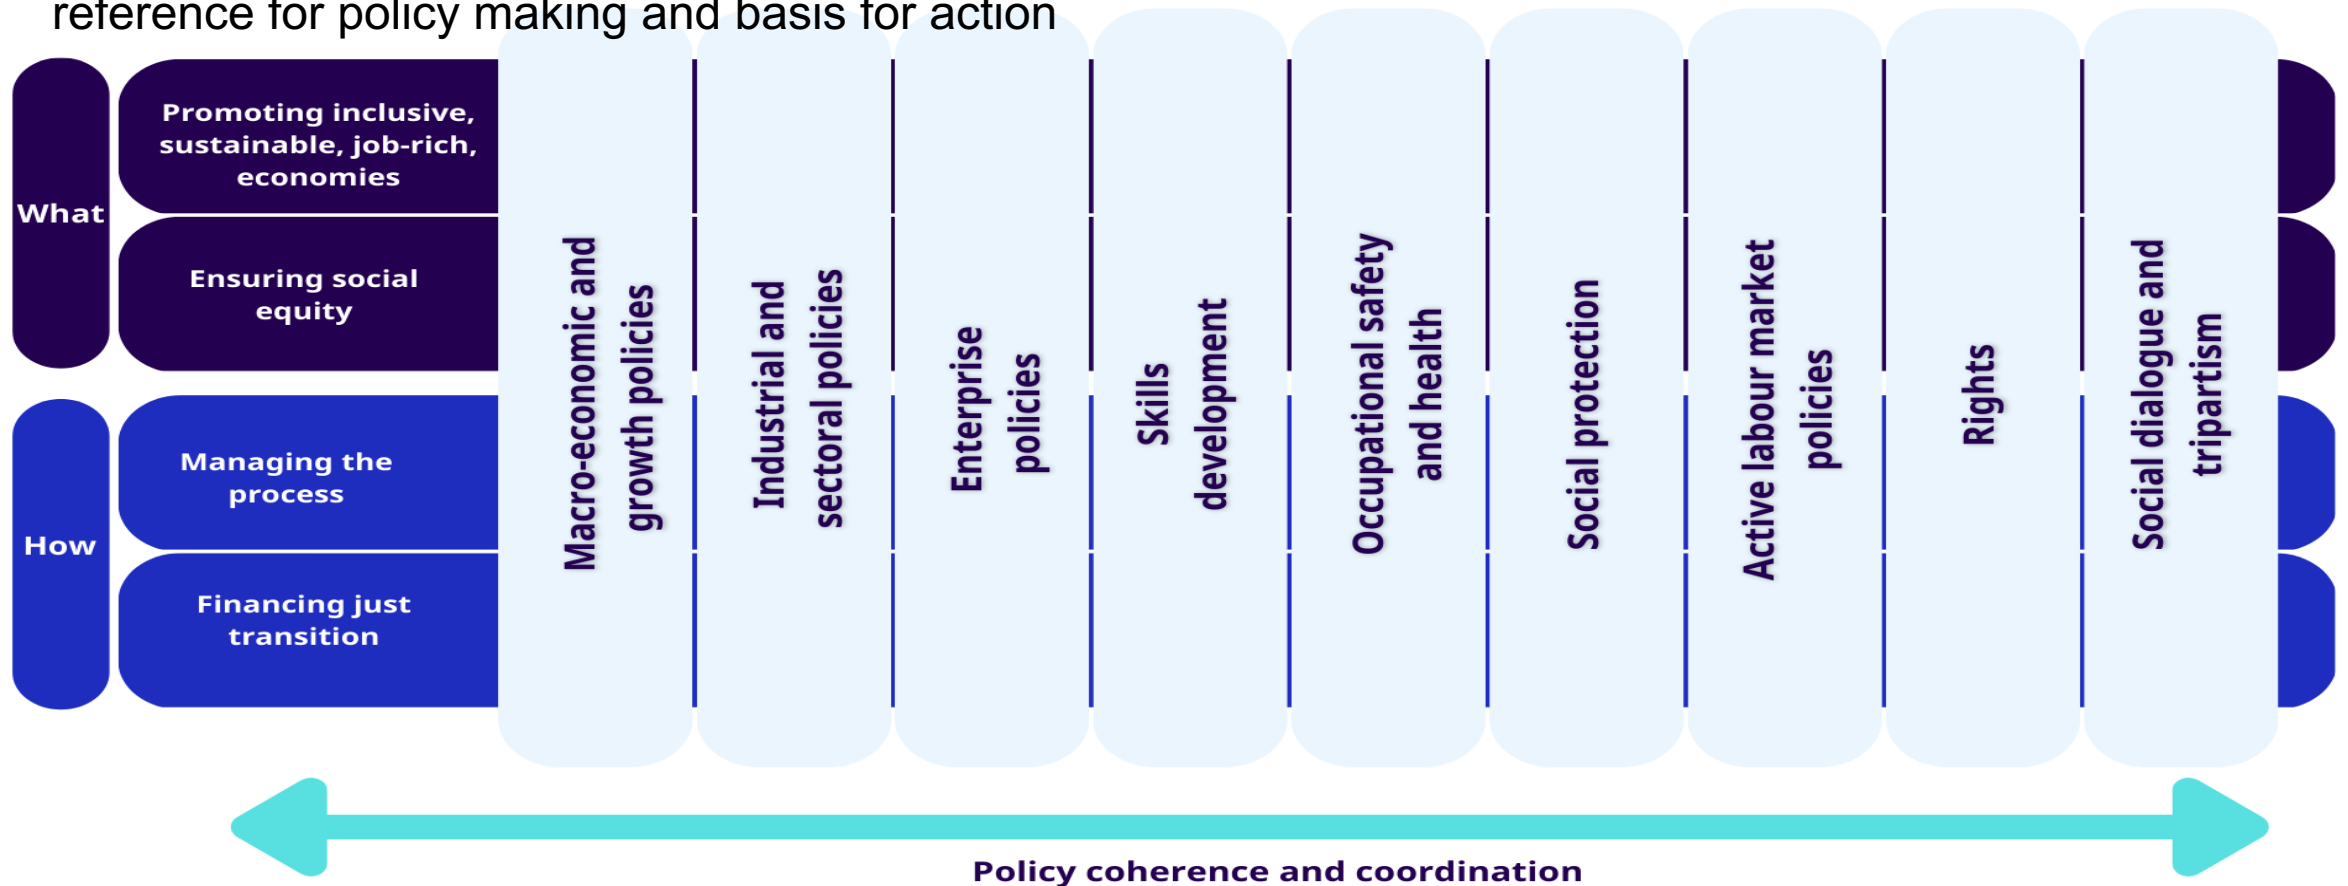 reference for policy making and basis for action
What
Promoting inclusive,
sustainable, job-rich,
economies
Ensuring social
equity
How
Managing the
process
Financing just
transition
Macro-economic and
growth policies
Industrial and
sectoral policies
Enterprise
policies
Skills
development
Occupational safety
and health
Social protection
Active labour market
policies
Rights
Social dialogue and
tripartism
Policy coherence and coordination